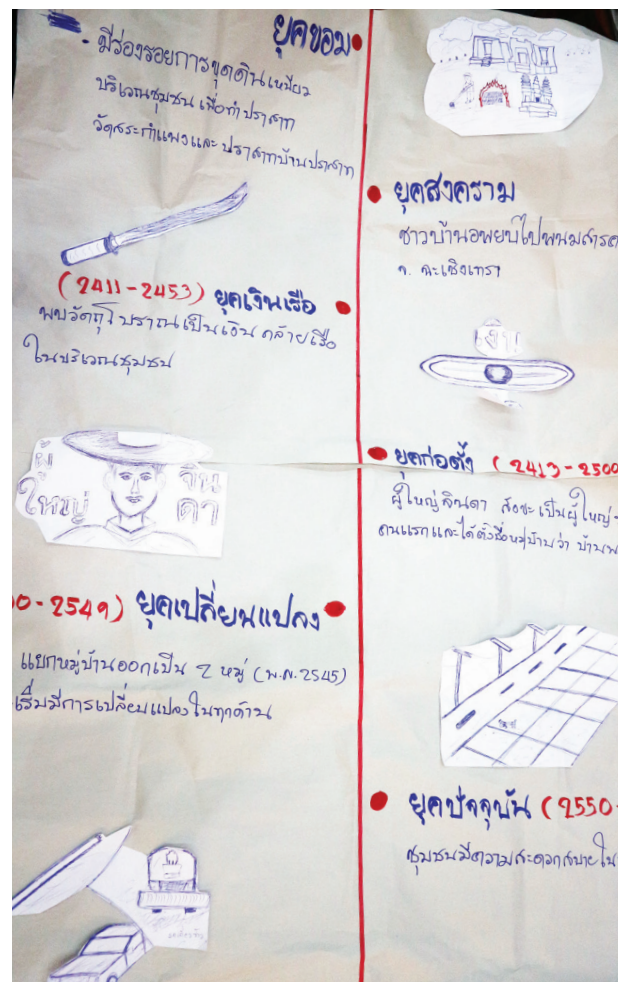 ยุคขอม
- มีร่องรอยการขุดดินเหนียว
บริเวณชุมชน เพื่อทำปราสาท
วัดสระกำแพงและปราสาทบ้านปราสาท
ยุคสงคราม
ชาวบ้านอพยพไปพนมสารค
จ. ฉะเชิงเทรา
(2411-2453) ยุคเงินเรือ
พบวัตถุโบราณเป็นเงินคล้ายเรือ
ในบริเวณชุมชน
ยุคก่อตั้ง (2413-2500
ผู้ใหญ่จินดา เป็นผู้ใหญ่
คนแรกและได้ตั้งชื่อหมู่บ้านว่า บ้าน
ผู้ใหญ่
จินดา
0-2549) ยุคเปลี่ยนแปลง
แยกหมู่บ้านออกเป็น 2 หมู่ (พ.ศ. 2545)
เริ่มมีการเปลี่ยนแปลงในทุกด้าน
ยุคปัจจุบัน (2550-
ชุมชนมีความสะดวกสบายใน